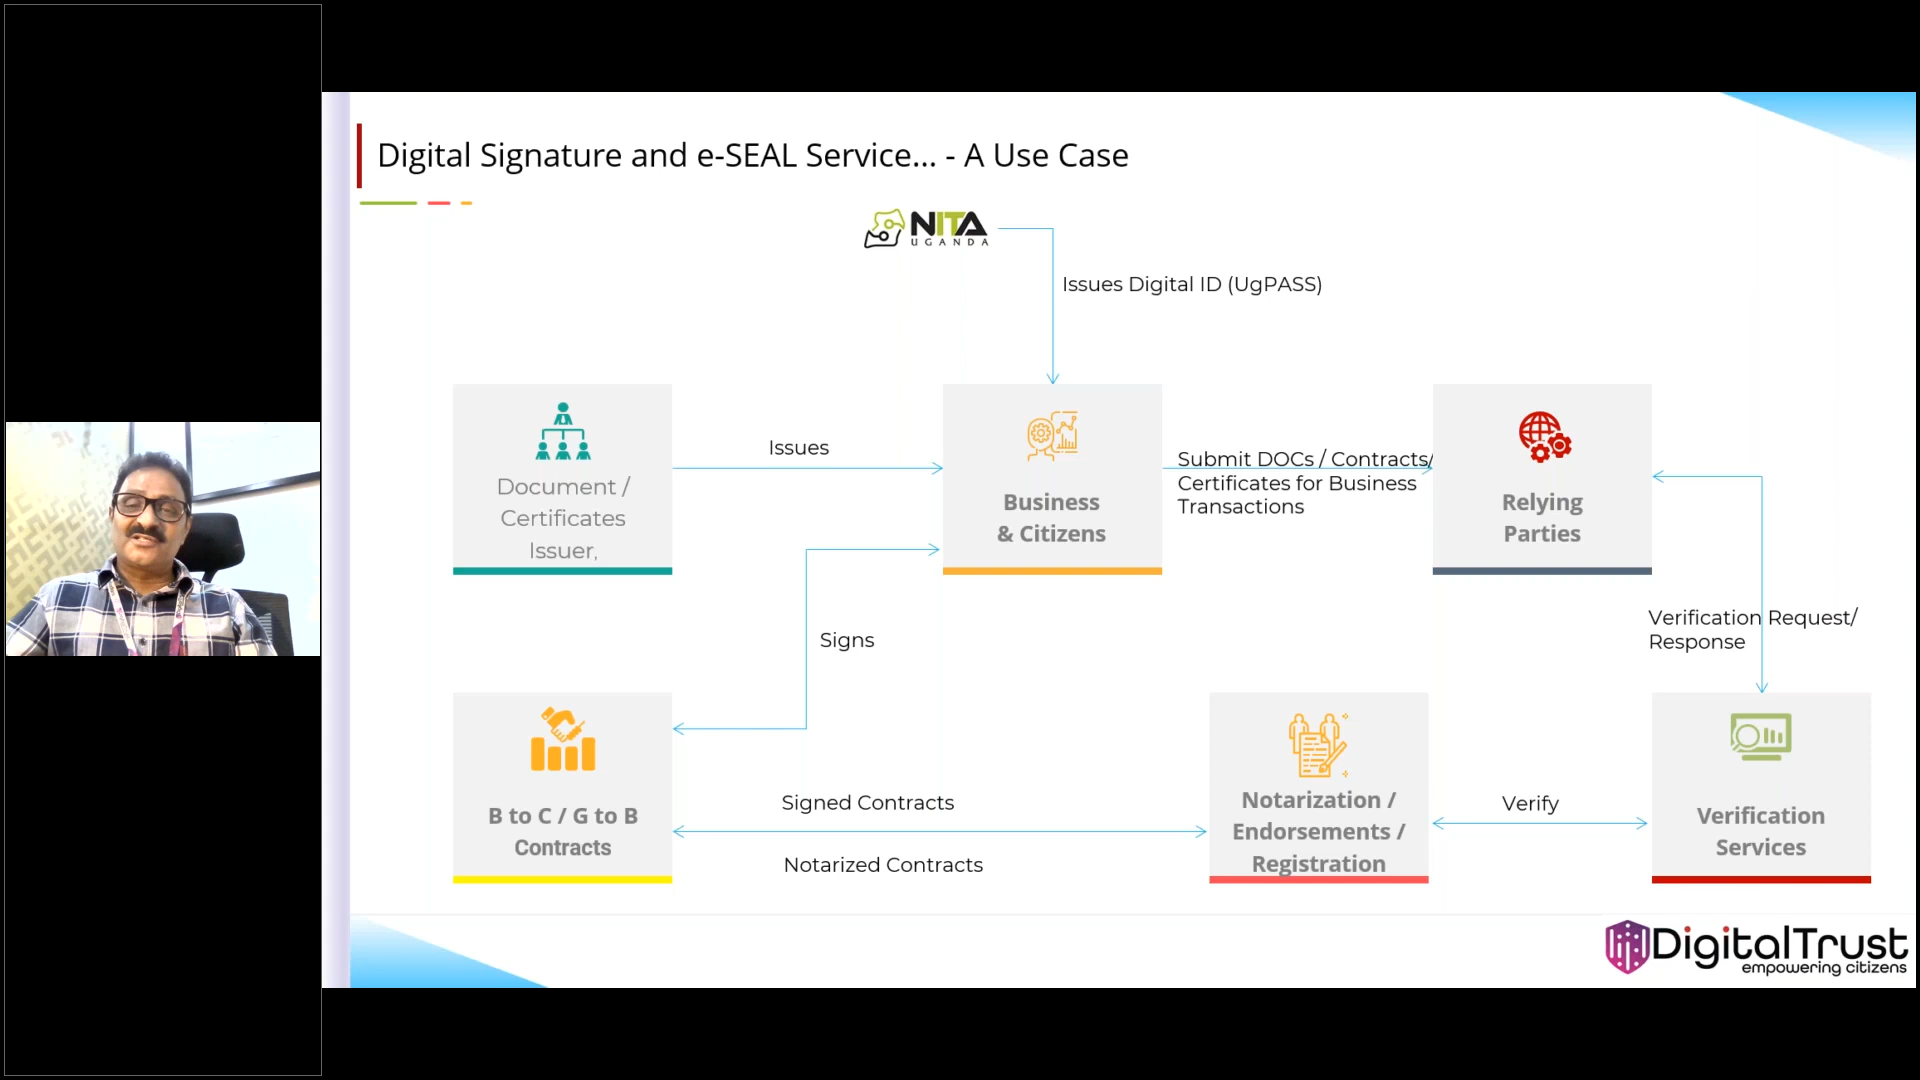 Digital Signature and e-SEAL Service... - A Use Case
NITA
UGANDA
Issues Digital ID (UgPASS)
Document /
Certificates
Issuer,
Issues
Business
& Citizens
Submit DOCs / Contracts/
Certificates for Business
Transactions
Relying
Parties
Signs
Verification Request/
Response
B to C / G to B
Contracts
Signed Contracts
Notarized Contracts
Notarization /
Endorsements /
Registration
Verify
Verification
Services
DigitalTrust
empowering citizens